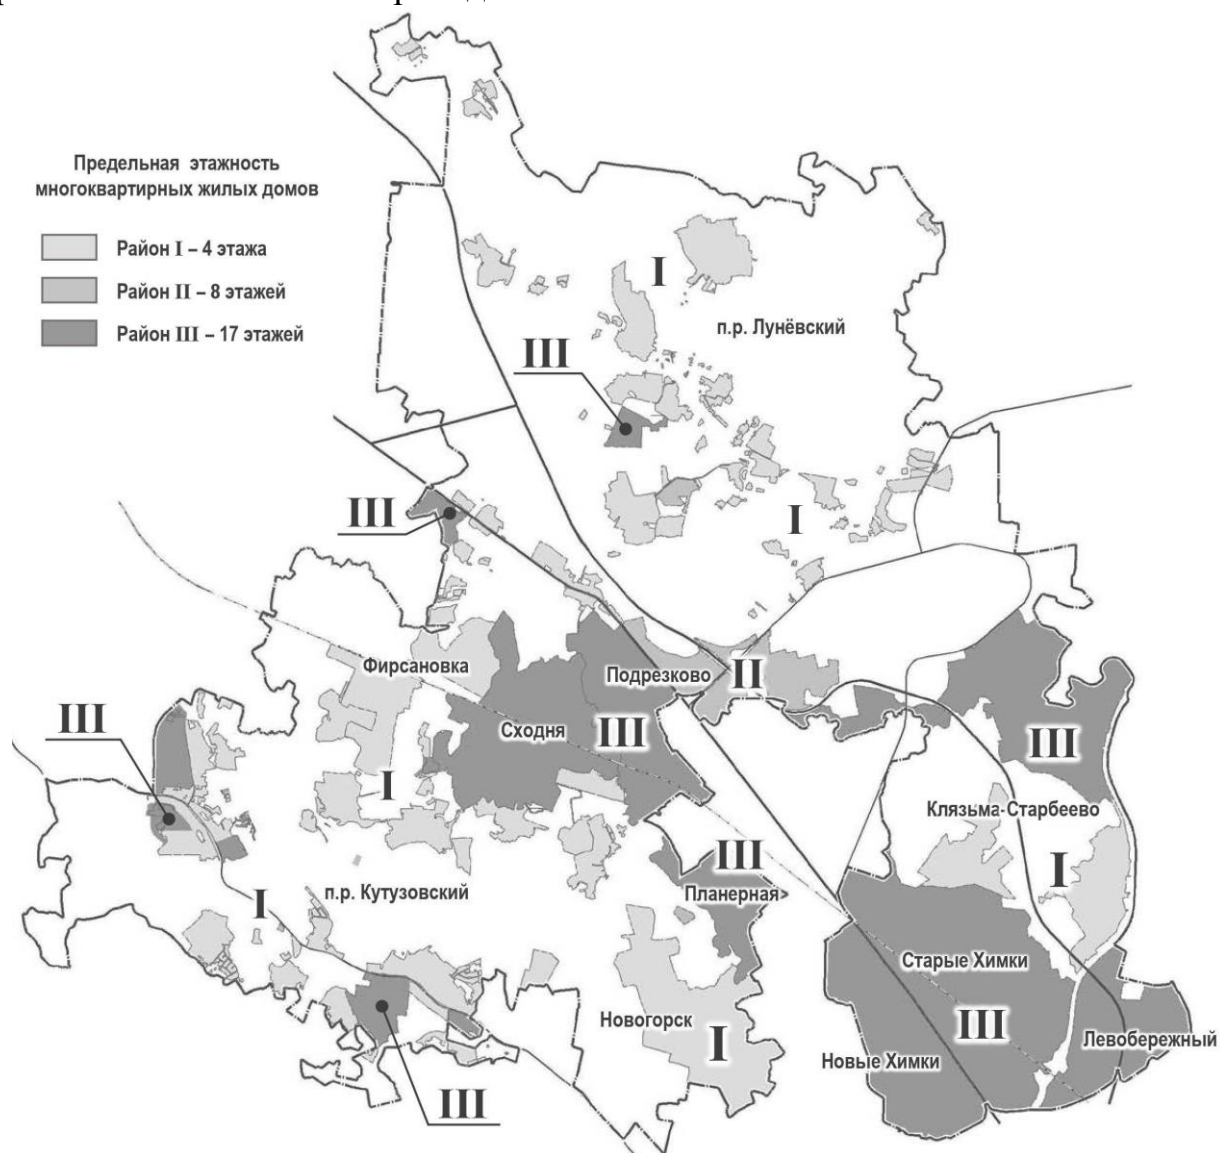 Предельная этажность
многоквартирных жилых домов
Район I – 4 этажа
Район II – 8 этажей
Район III – 17 этажей
I
п.р. Лунёвский
III
III
I
Фирсановка
Подрезково
II
III
Сходня
III
III
I
Клязьма-Старбеево
III
I
п.р. Кутузовский
I
Планерная
Старые Химки
Новогорск
I
III
Левобережный
Новые Химки
III